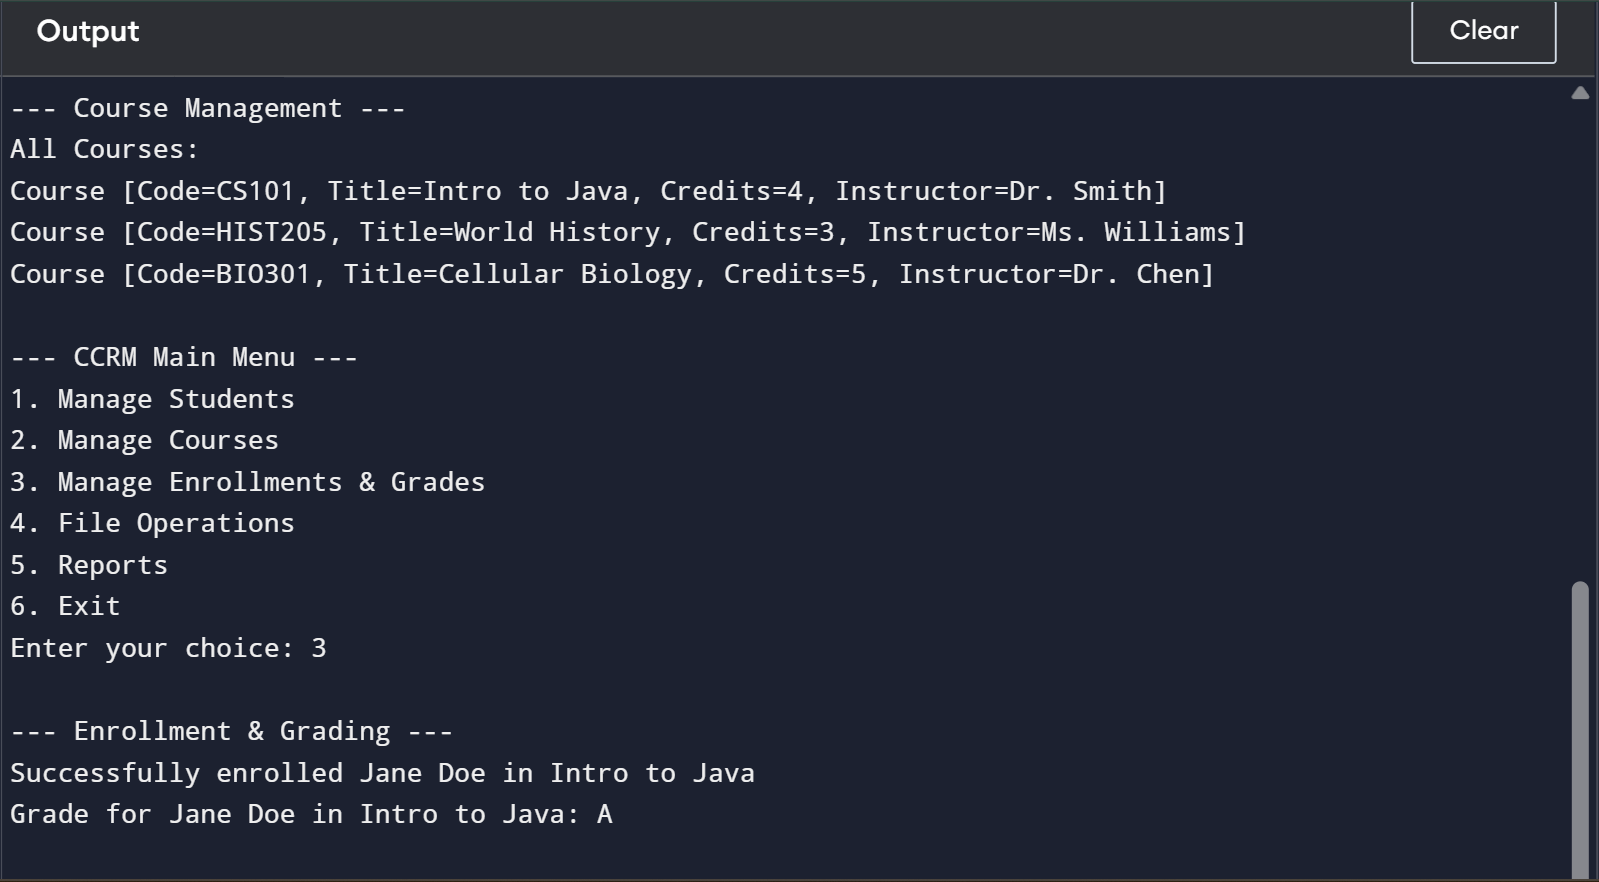 Output
Clear
--- Course Management ---
All Courses:
Course [Code=CS101, Title=Intro to Java, Credits=4, Instructor=Dr. Smith]
Course [Code=HIST205, Title=World History, Credits=3, Instructor=Ms. Williams]
Course [Code=BIO301, Title=Cellular Biology, Credits=5, Instructor=Dr. Chen]

--- CCRM Main Menu ---
1. Manage Students
2. Manage Courses
3. Manage Enrollments & Grades
4. File Operations
5. Reports
6. Exit
Enter your choice: 3

--- Enrollment & Grading ---
Successfully enrolled Jane Doe in Intro to Java
Grade for Jane Doe in Intro to Java: A